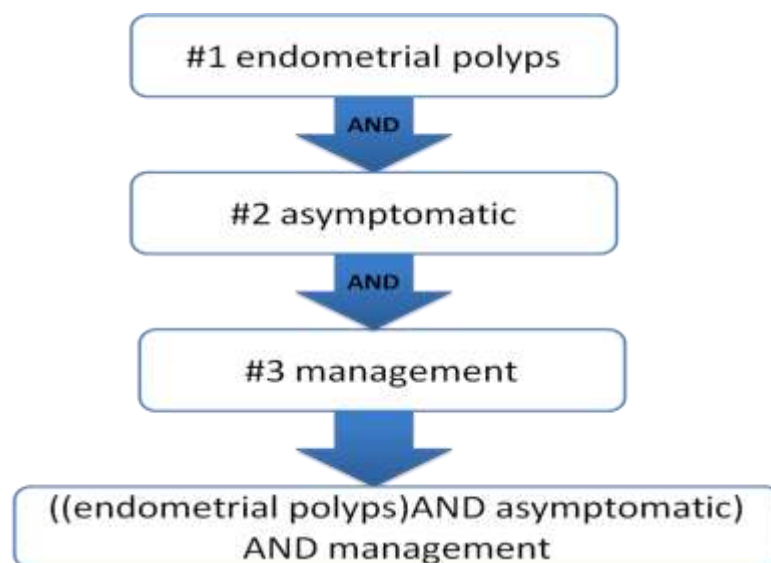 #1 endometrial polyps
AND
#2 asymptomatic
AND
#3 management
((endometrial polyps)AND asymptomatic)
AND management